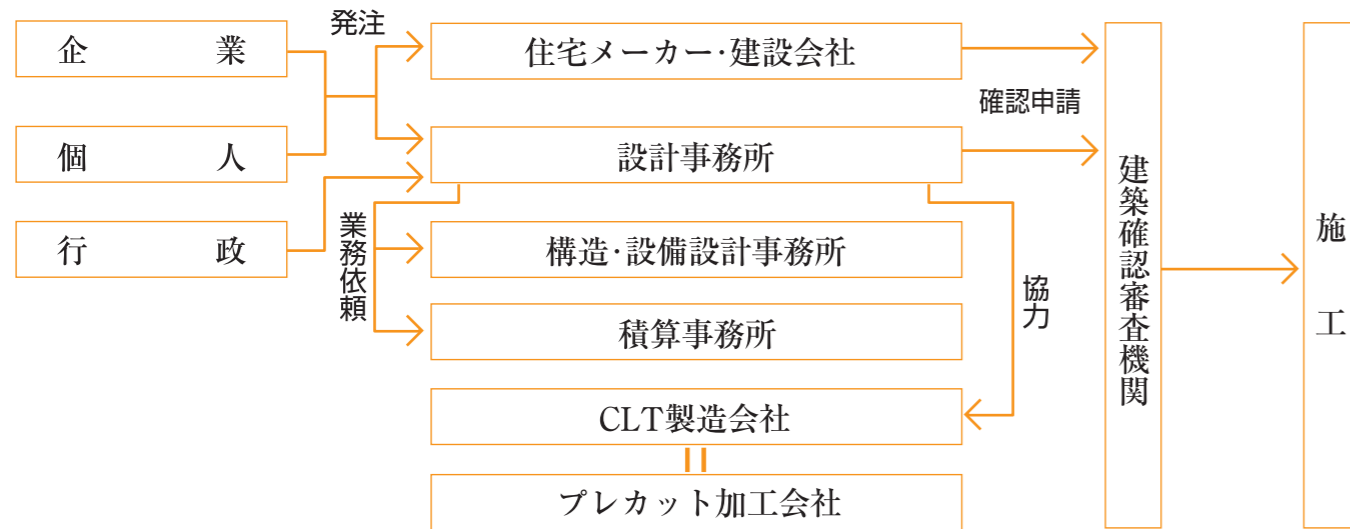 企業
個人
行政
発注
業務依頼
住宅メーカー・建設会社
設計事務所
構造・設備設計事務所
積算事務所
CLT製造会社
プレカット加工会社
確認申請
協力
建築確認審査機関
施工